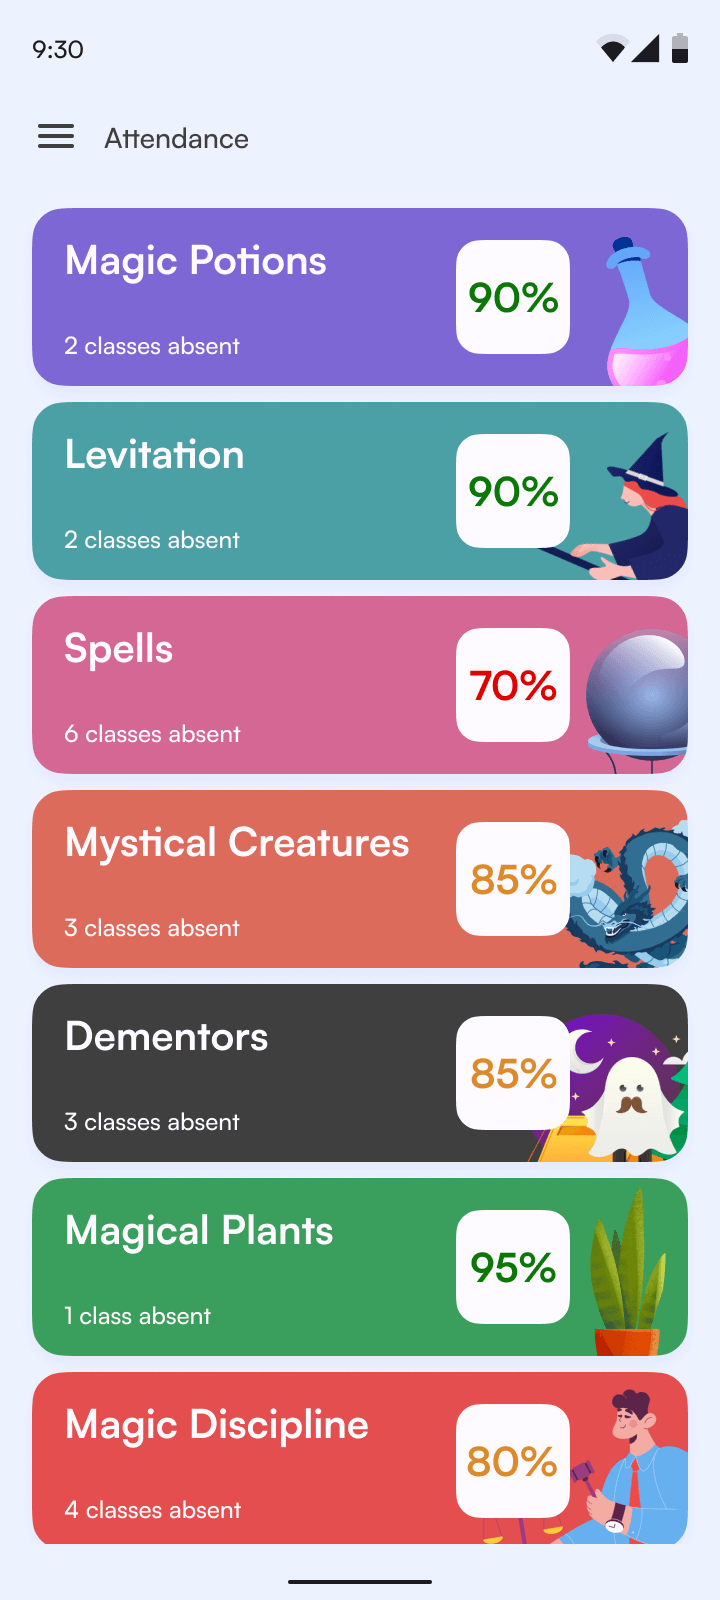 9:30
Attendance
Magic Potions
90%
2 classes absent
Levitation
90%
2 classes absent
Spells
70%
6 classes absent
Mystical Creatures
85%
3 classes absent
Dementors
85%
3 classes absent
Magical Plants
95%
1 class absent
Magic Discipline
80%
4 classes absent